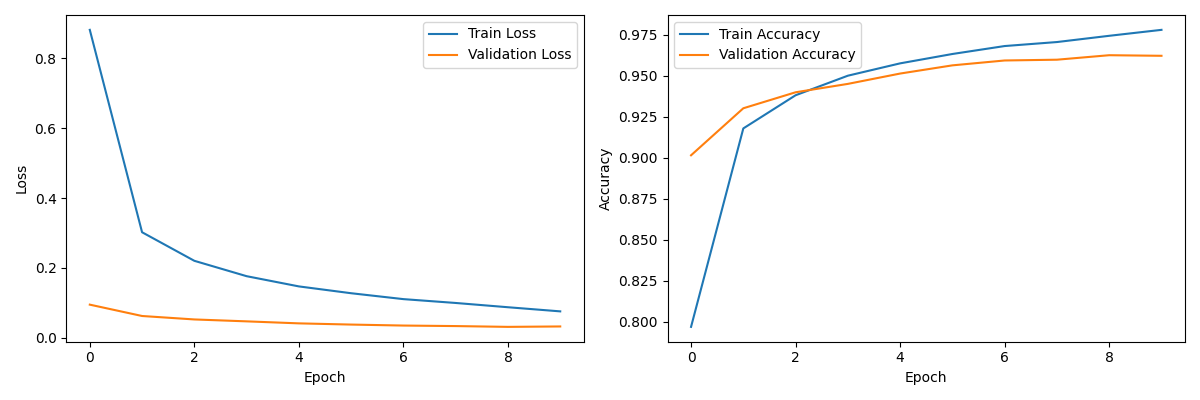 Train Loss
Validation Loss
0.8
0.6
0.4
0.2
0.0
Loss
0
2
4
6
8
Epoch
Train Accuracy
Validation Accuracy
0.975
0.950
0.925
0.900
0.875
0.850
0.825
0.800
Accuracy
0
2
4
6
8
Epoch